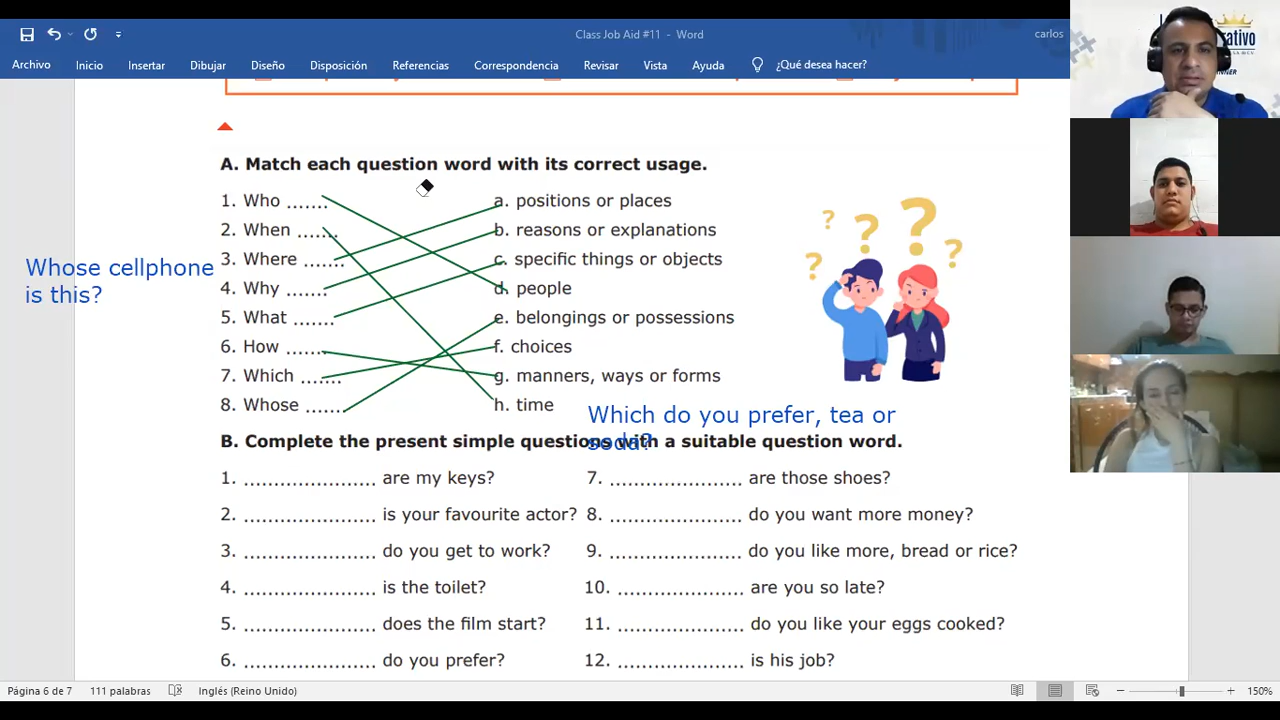 Class Job Aid #11 - Word
carlos
Archivo Inicio Insertar Dibujar Diseño Disposición Referencias Correspondencia Revisar Vista Ayuda ¿Qué desea hacer?
A. Match each question word with its correct usage.
1. Who ....... a. positions or places
2. When ....... b. reasons or explanations
3. Where ....... c. specific things or objects
Whose cellphone
is this?
4. Why ....... d. people
5. What ....... e. belongings or possessions
6. How ....... f. choices
7. Which ....... g. manners, ways or forms
8. Whose ....... h. time
Which do you prefer, tea or
soda?
B. Complete the present simple questions with a suitable question word.
1. ...................... are my keys? 7. ...................... are those shoes?
2. ...................... is your favourite actor? 8. ...................... do you want more money?
3. ...................... do you get to work? 9. ...................... do you like more, bread or rice?
4. ...................... is the toilet? 10. ..................... are you so late?
5. ...................... does the film start? 11. ..................... do you like your eggs cooked?
6. ...................... do you prefer? 12. ..................... is his job?
Página 6 de 7 111 palabras Inglés (Reino Unido) 150%